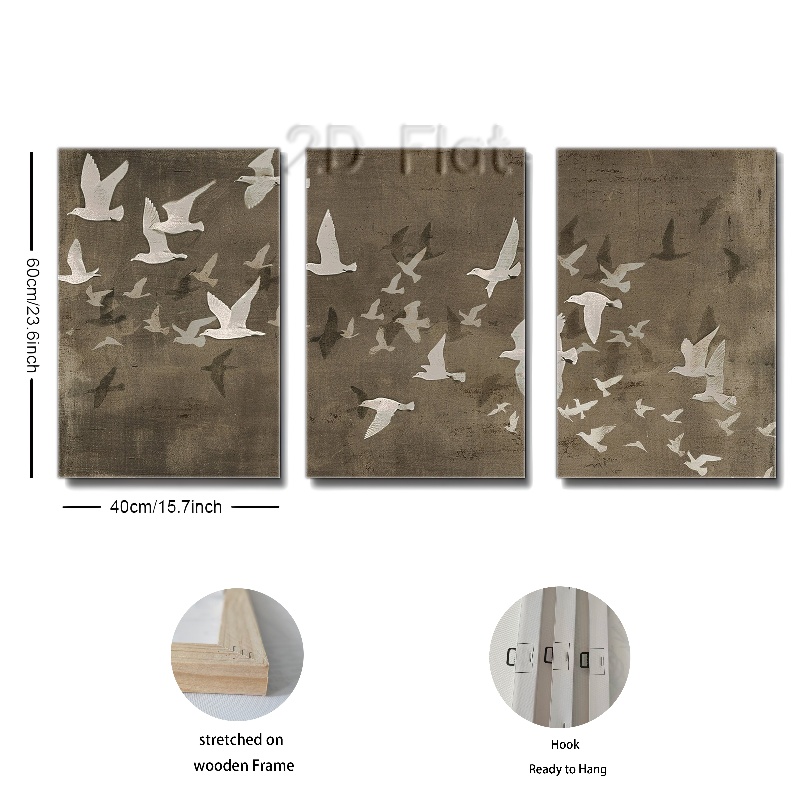 2D Flat
60cm/23.6inch
40cm/15.7inch
stretched on
wooden Frame
Hook
Ready to Hang